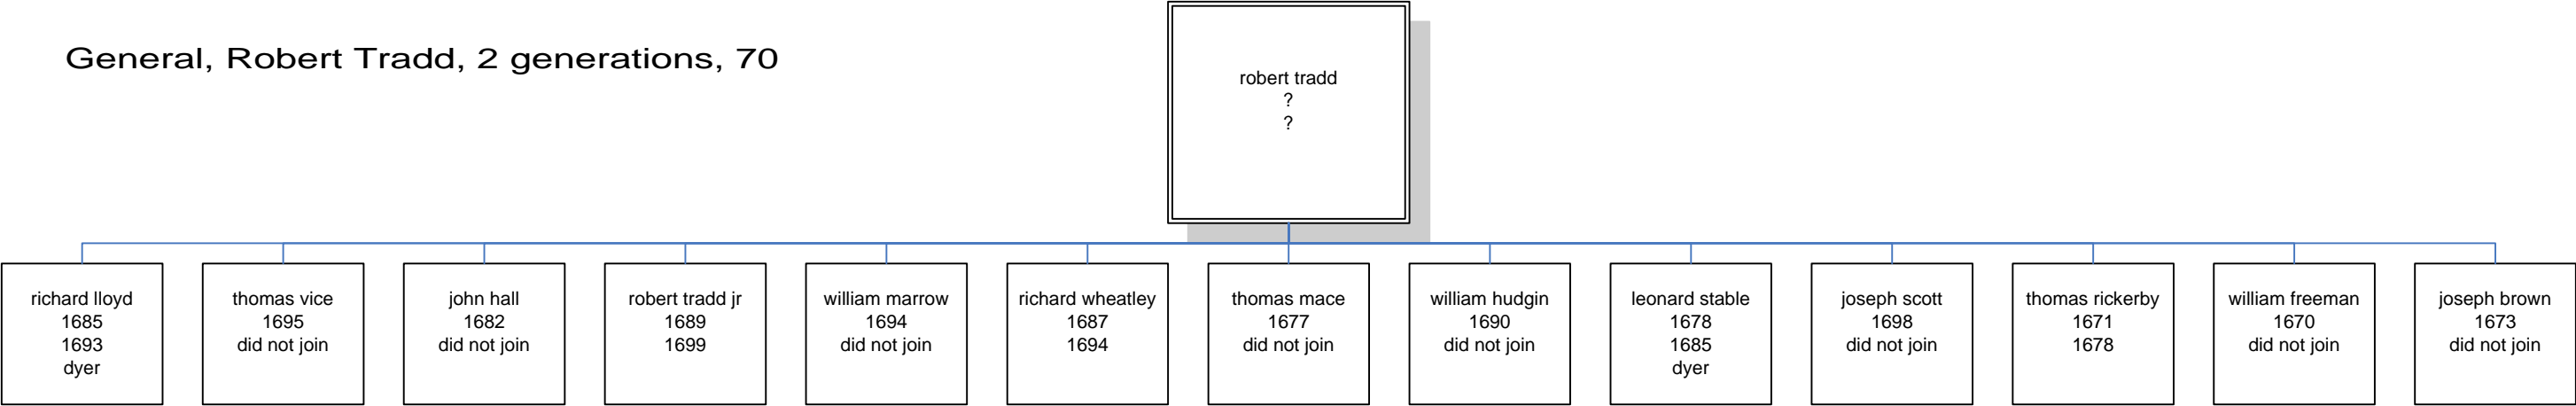 General, Robert Tradd, 2 generations, 70
robert tradd
?
?
richard lloyd
1685
1693
dyer
thomas vice
1695
did not join
john hall
1682
did not join
robert tradd jr
1689
1699
william marrow
1694
did not join
richard wheatley
1687
1694
thomas mace
1677
did not join
william hudgin
1690
did not join
leonard stable
1678
1685
dyer
joseph scott
1698
did not join
thomas rickerby
1671
1678
william freeman
1670
did not join
joseph brown
1673
did not join